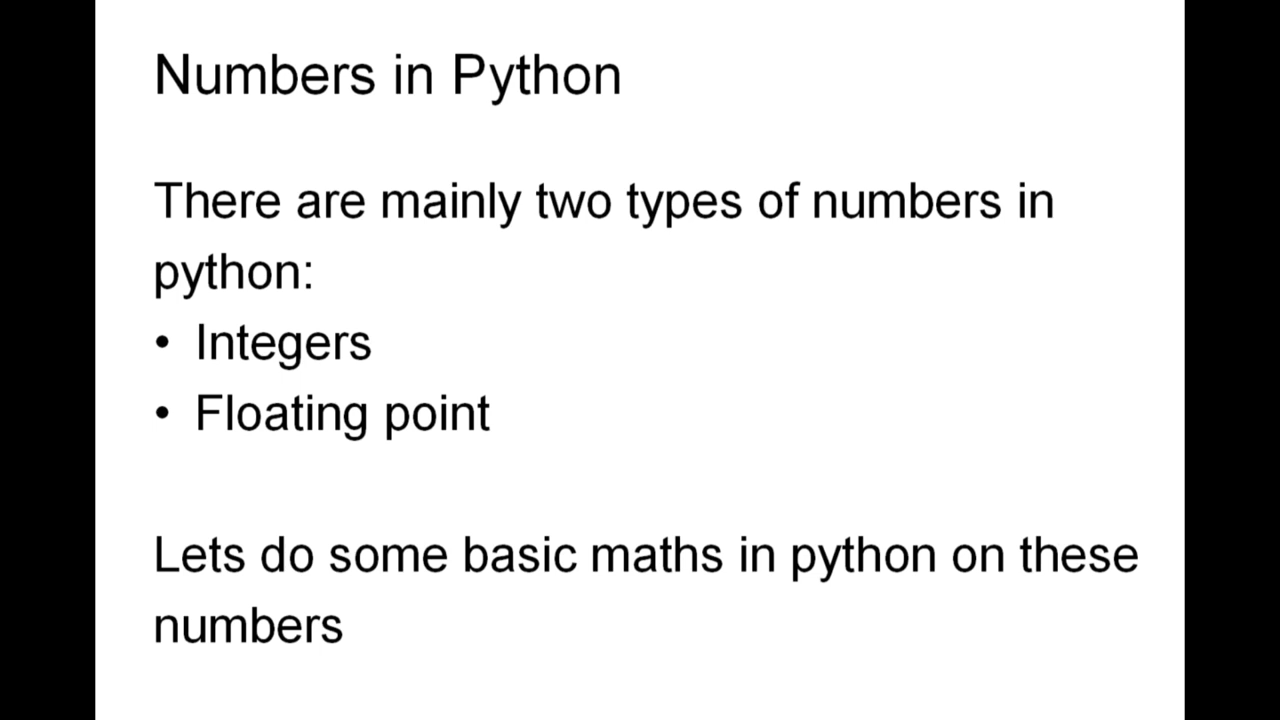 Numbers in Python
There are mainly two types of numbers in
python:
• Integers
• Floating point
Lets do some basic maths in python on these
numbers